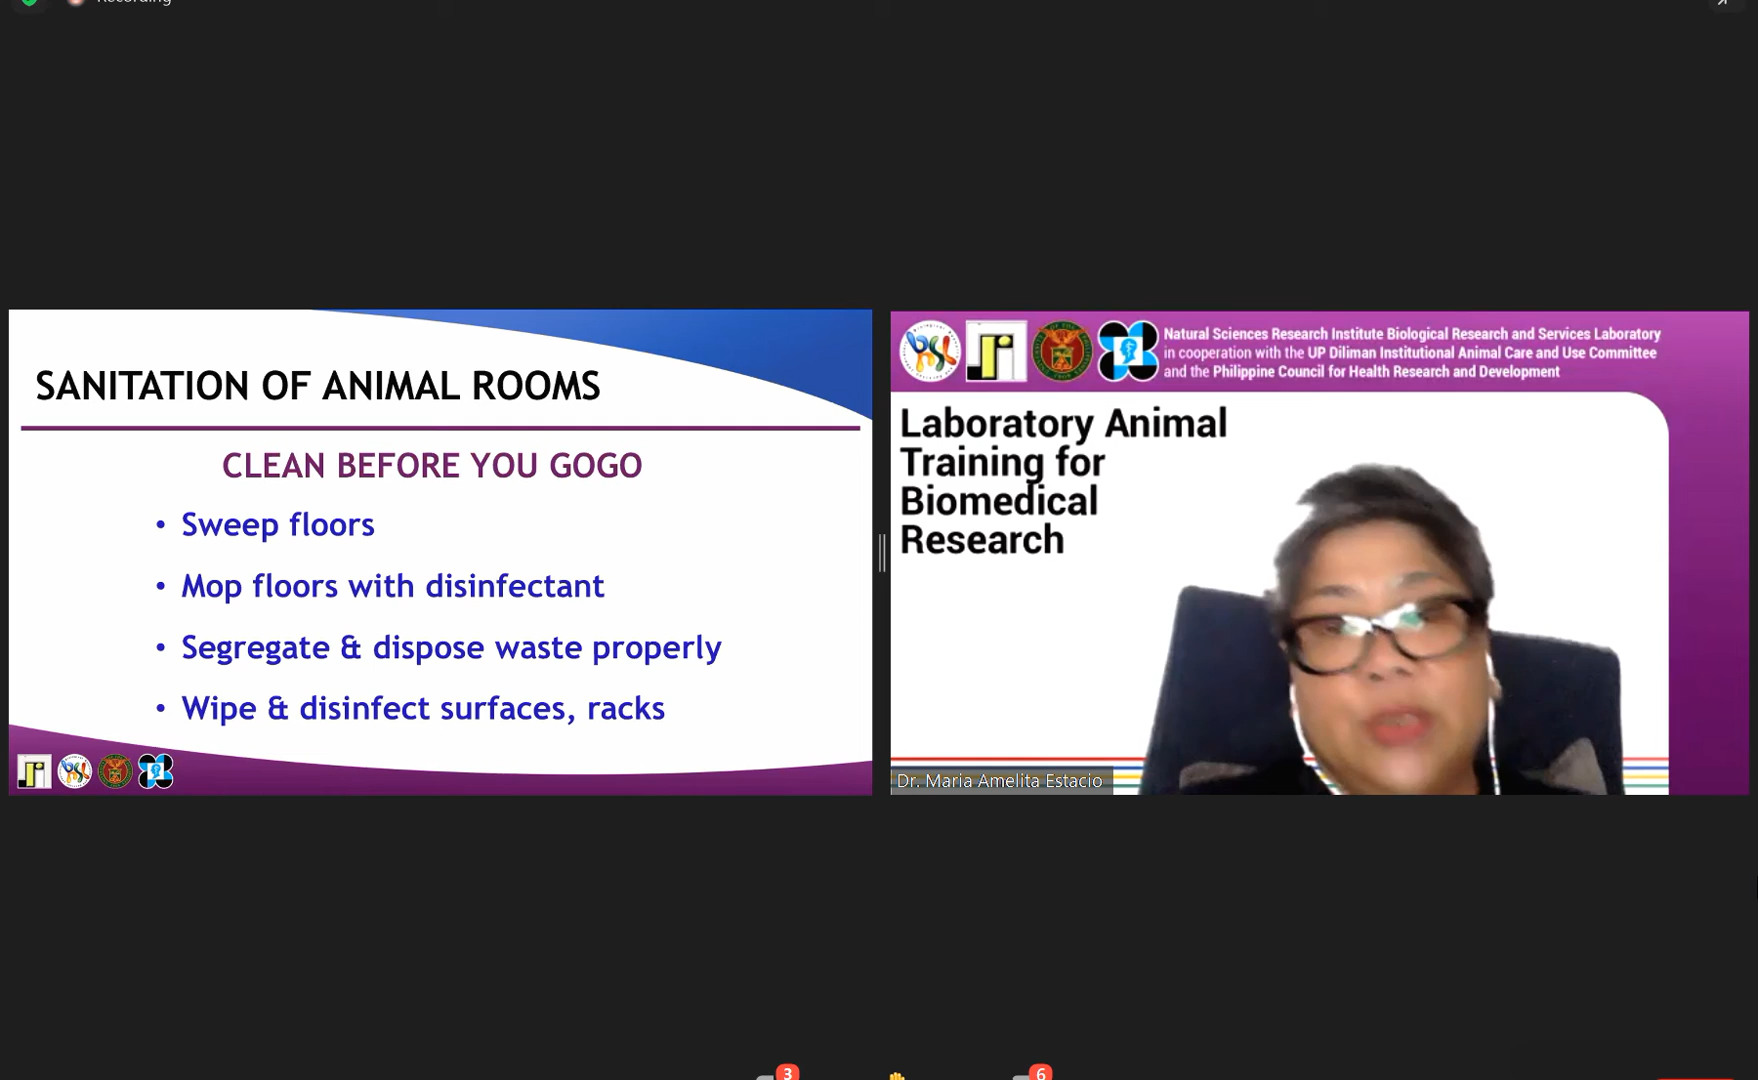 Recording
SANITATION OF ANIMAL ROOMS
CLEAN BEFORE YOU GOGO
• Sweep floors
• Mop floors with disinfectant
• Segregate & dispose waste properly
• Wipe & disinfect surfaces, racks
Natural Sciences Research Institute Biological Research and Services Laboratory
in cooperation with the UP Diliman Institutional Animal Care and Use Committee
and the Philippine Council for Health Research and Development
Laboratory Animal
Training for
Biomedical
Research
Dr. Maria Amelita Estacio
3
6